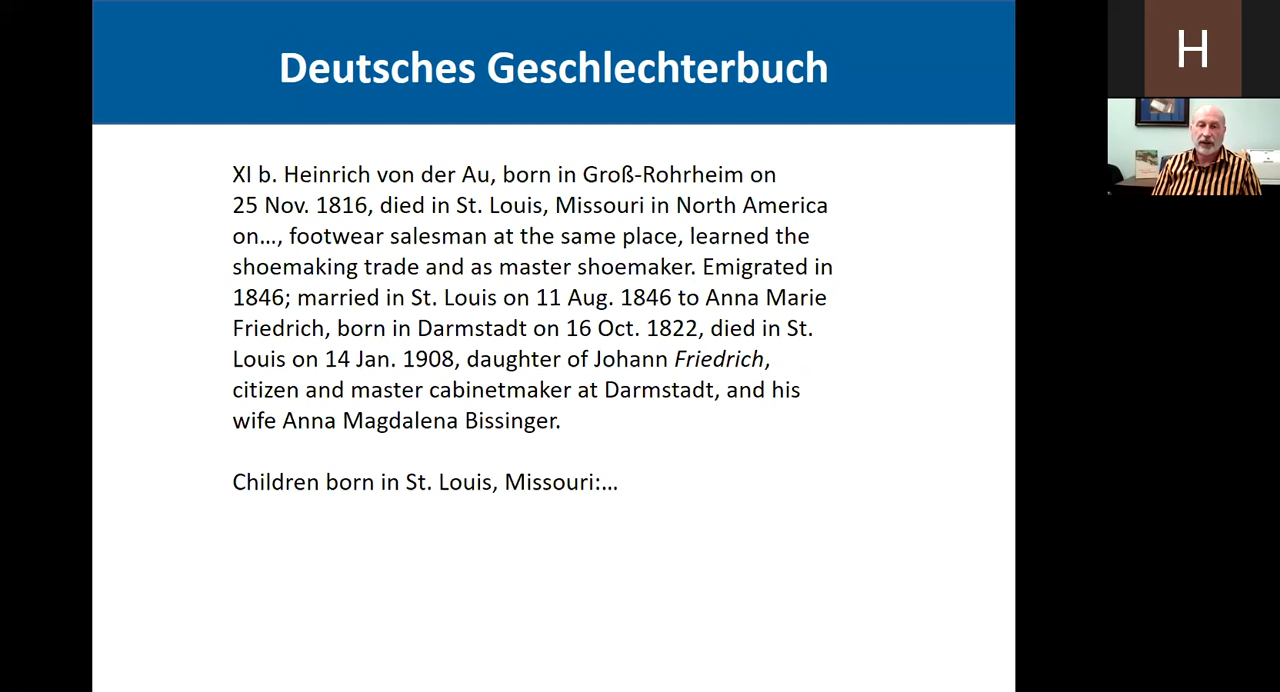 Deutsches Geschlechterbuch
H
XI b. Heinrich von der Au, born in Groß-Rohrheim on
25 Nov. 1816, died in St. Louis, Missouri in North America
on…, footwear salesman at the same place, learned the
shoemaking trade and as master shoemaker. Emigrated in
1846; married in St. Louis on 11 Aug. 1846 to Anna Marie
Friedrich, born in Darmstadt on 16 Oct. 1822, died in St.
Louis on 14 Jan. 1908, daughter of Johann Friedrich,
citizen and master cabinetmaker at Darmstadt, and his
wife Anna Magdalena Bissinger.
Children born in St. Louis, Missouri:…